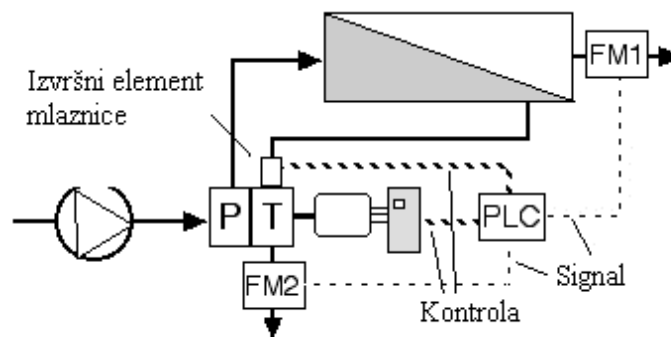 FM1
Izvršni element
mlaznice
P T
PLC
FM2
Signal
Kontrola